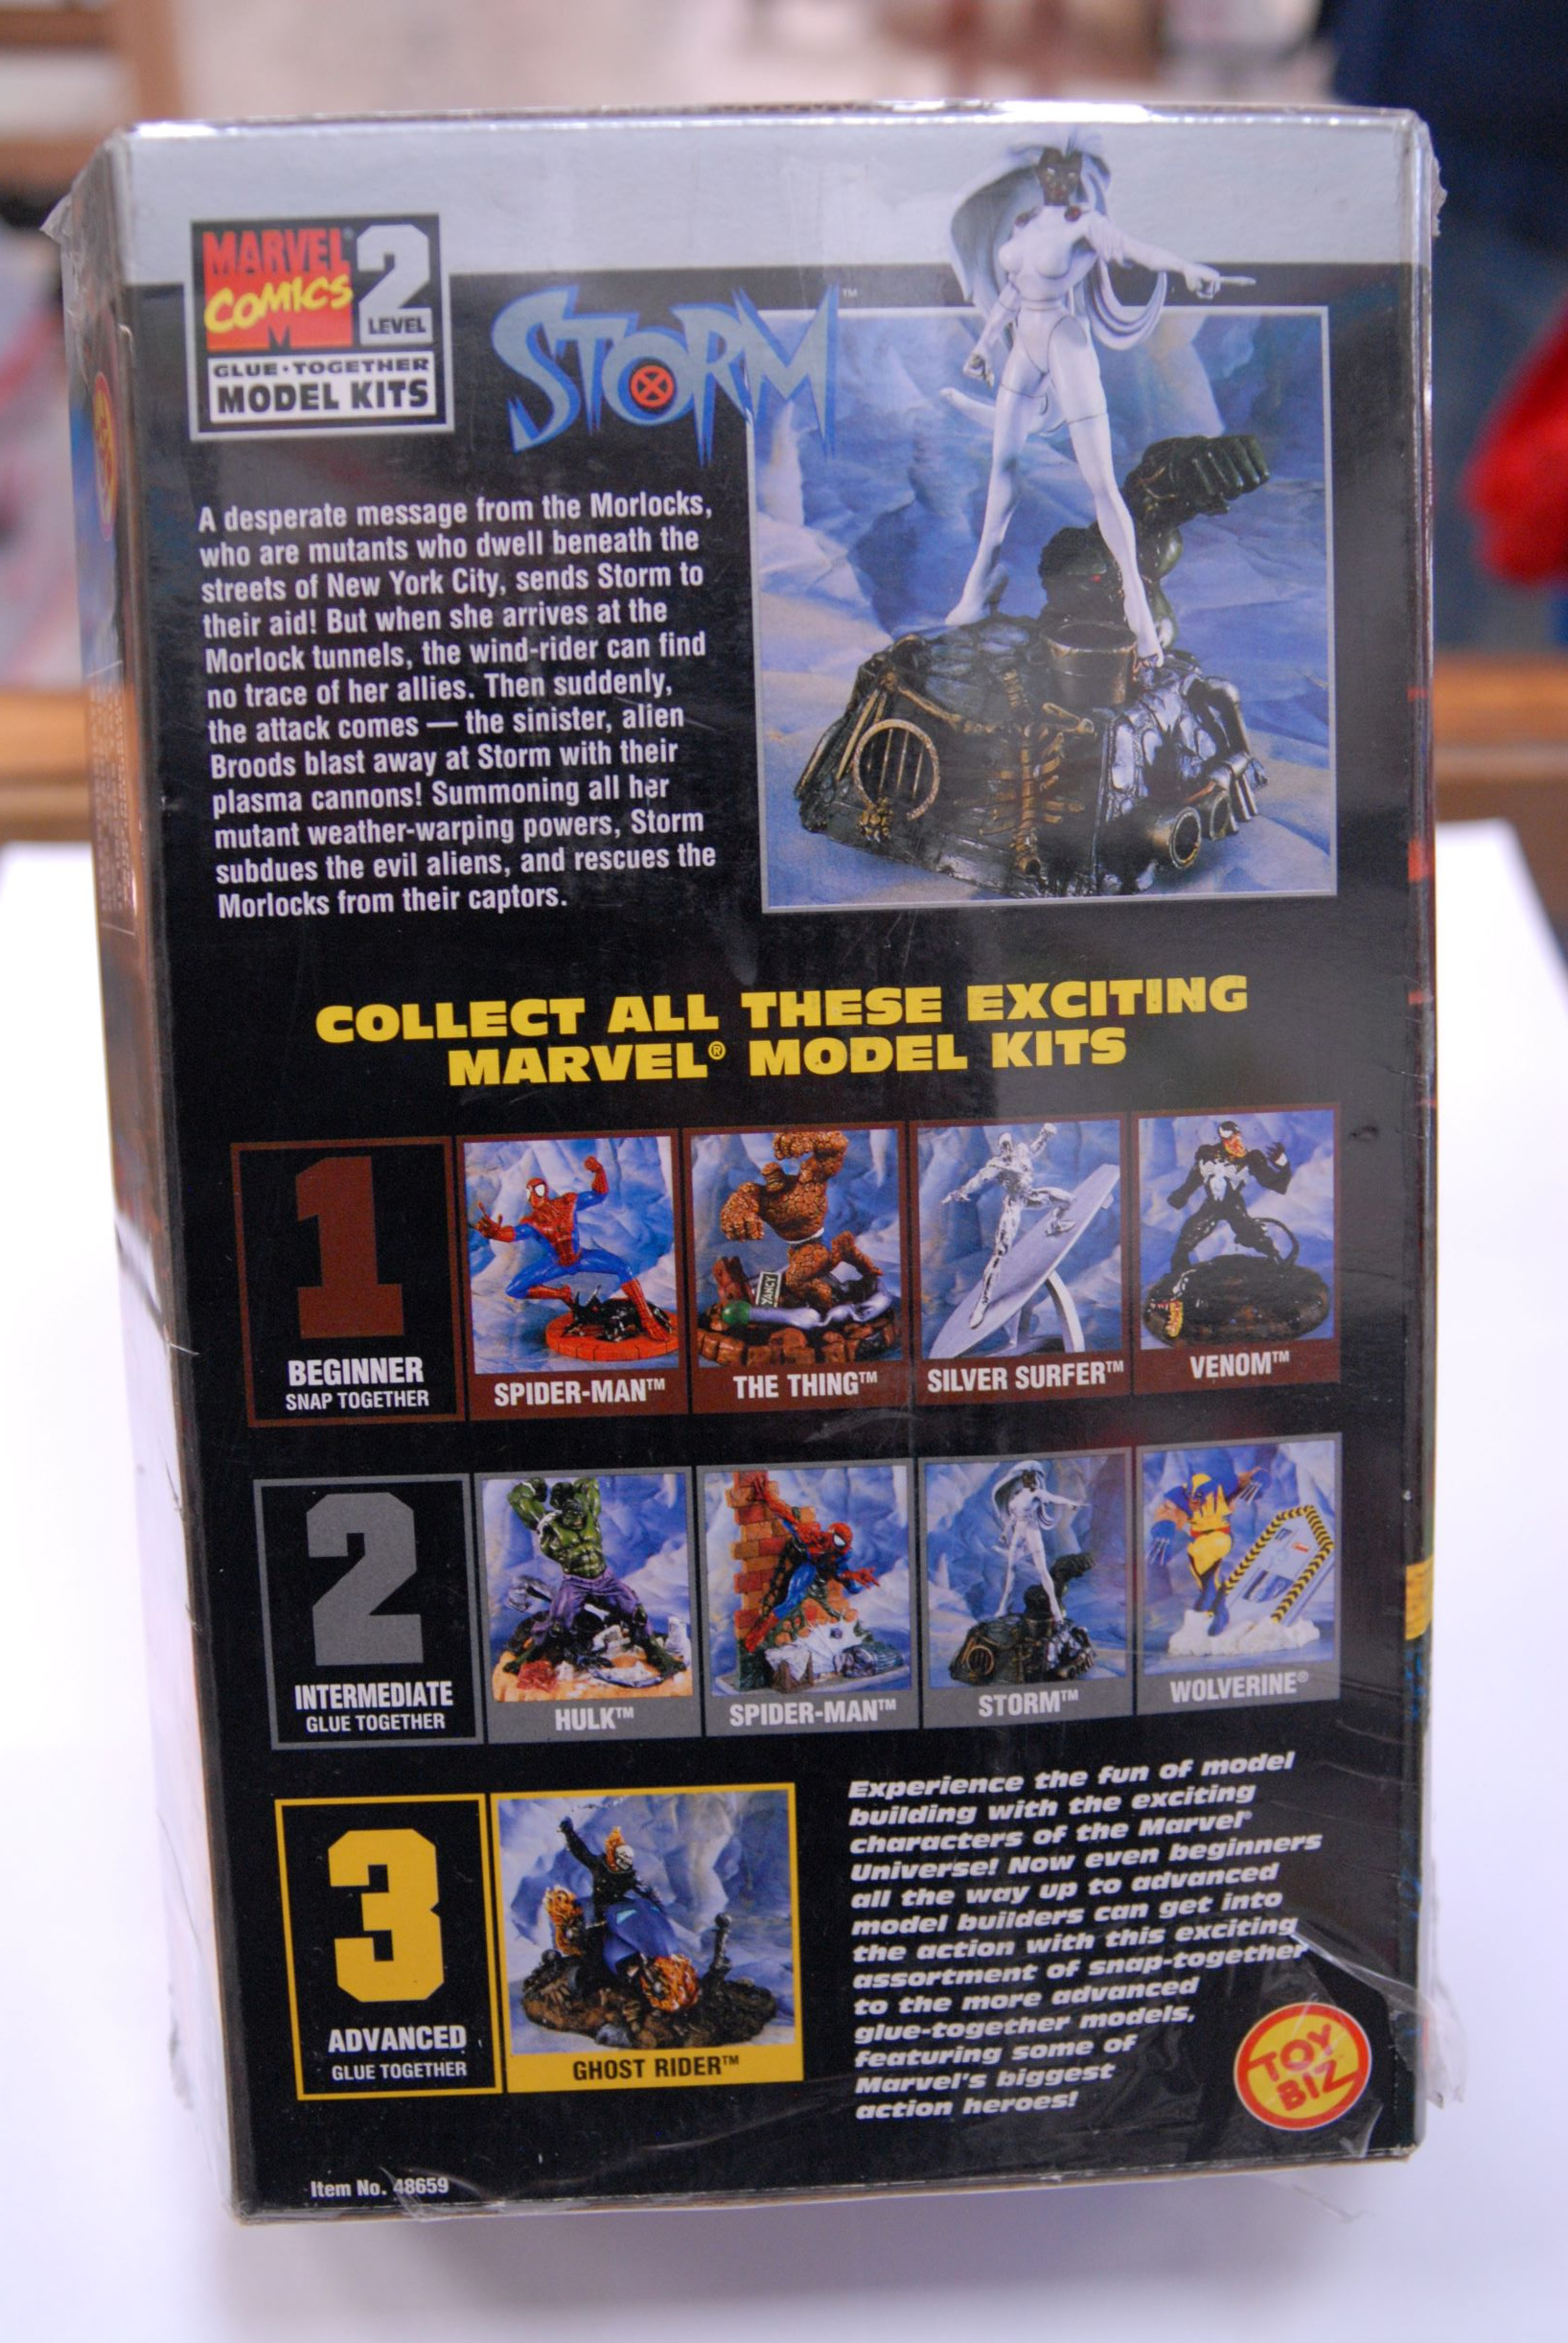 MARVEL®
COMICS
M
2
LEVEL
GLUE•TOGETHER
MODEL KITS
STORM™
A desperate message from the Morlocks,
who are mutants who dwell beneath the
streets of New York City, sends Storm to
their aid! But when she arrives at the
Morlock tunnels, the wind-rider can find
no trace of her allies. Then suddenly,
the attack comes — the sinister, alien
Broods blast away at Storm with their
plasma cannons! Summoning all her
mutant weather-warping powers, Storm
subdues the evil aliens, and rescues the
Morlocks from their captors.
COLLECT ALL THESE EXCITING
MARVEL® MODEL KITS
1
BEGINNER
SNAP TOGETHER
YANCY
SPIDER-MAN™
THE THING™
SILVER SURFER™
VENOM™
2
INTERMEDIATE
GLUE TOGETHER
HULK™
SPIDER-MAN™
STORM™
WOLVERINE®
3
ADVANCED
GLUE TOGETHER
GHOST RIDER™
Experience the fun of model
building with the exciting
characters of the Marvel®
Universe! Now even beginners
all the way up to advanced
model builders can get into
the action with this exciting
assortment of snap-together
to the more advanced
glue-together models,
featuring some of
Marvel's biggest
action heroes!
TOY
BIZ
Item No. 48659